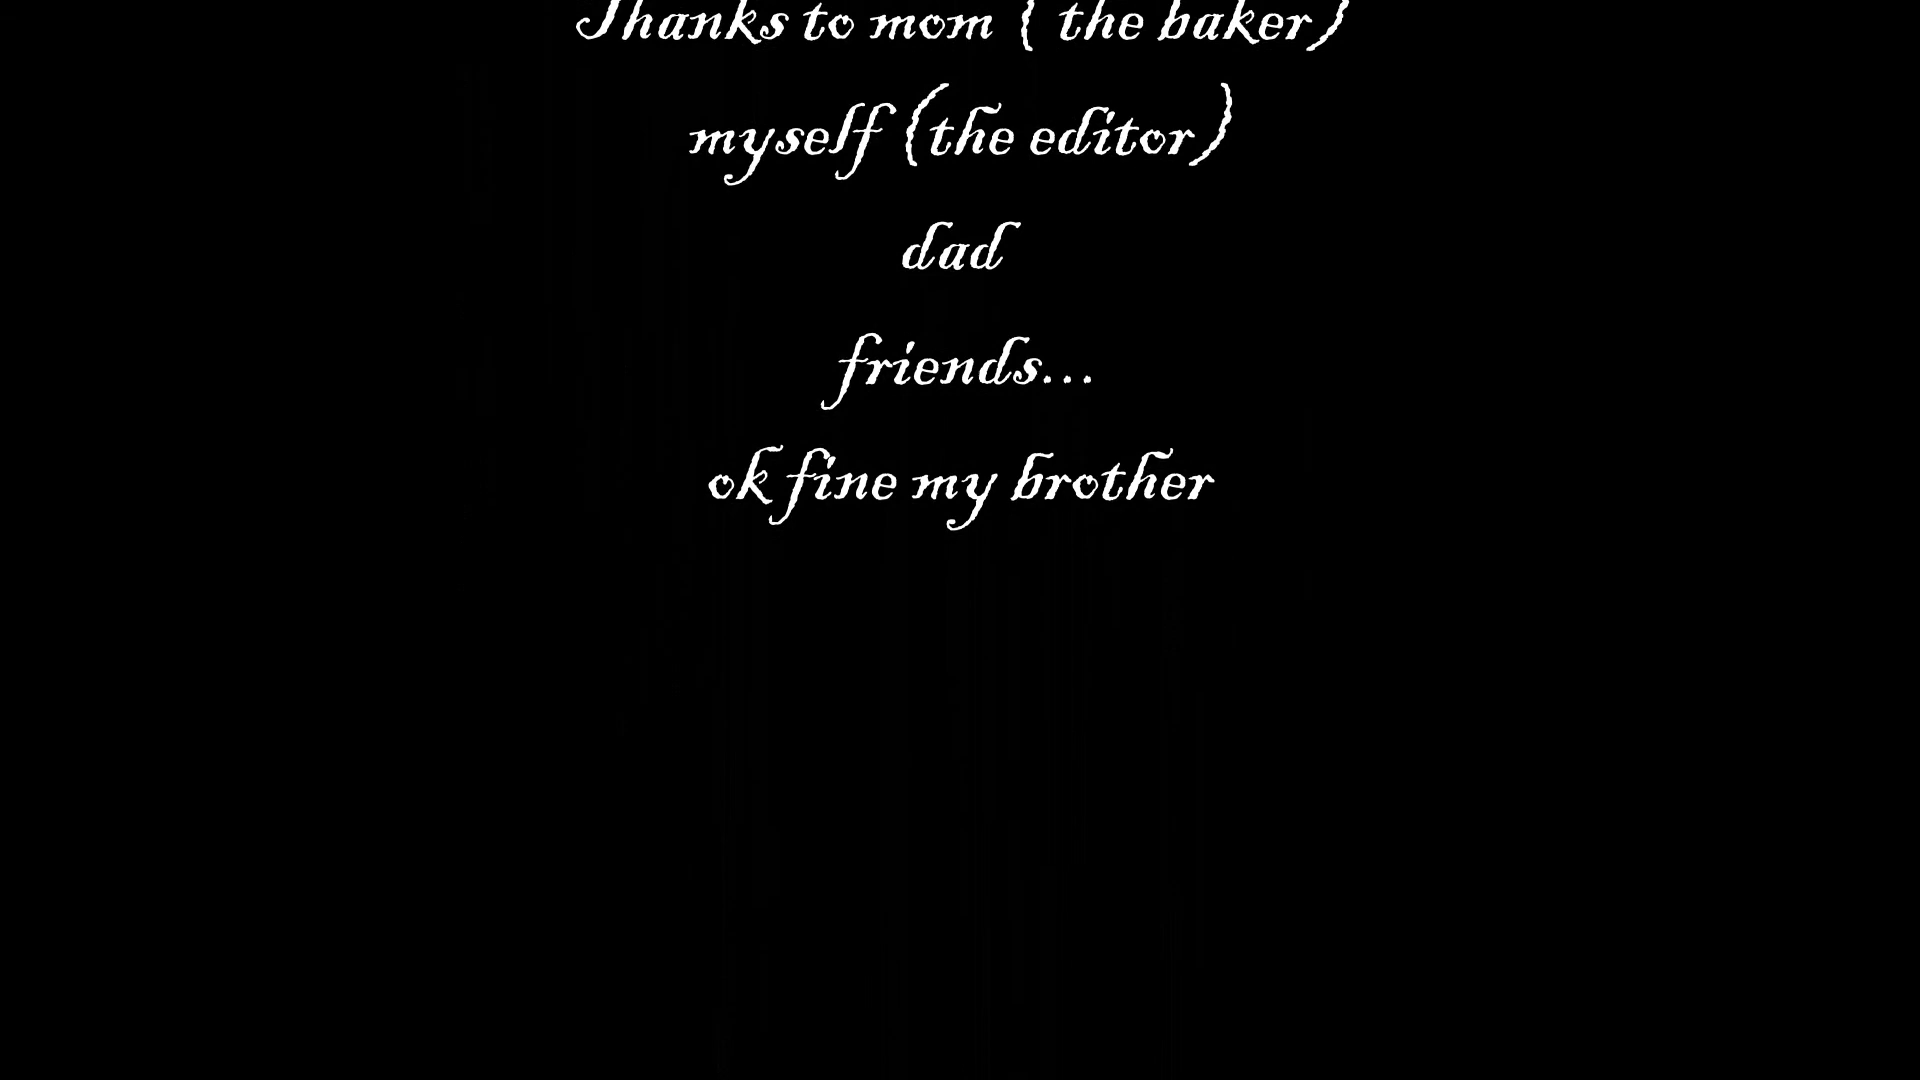 Thanks to mom ( the baker)
myself (the editor)
dad
friends...
ok fine my brother